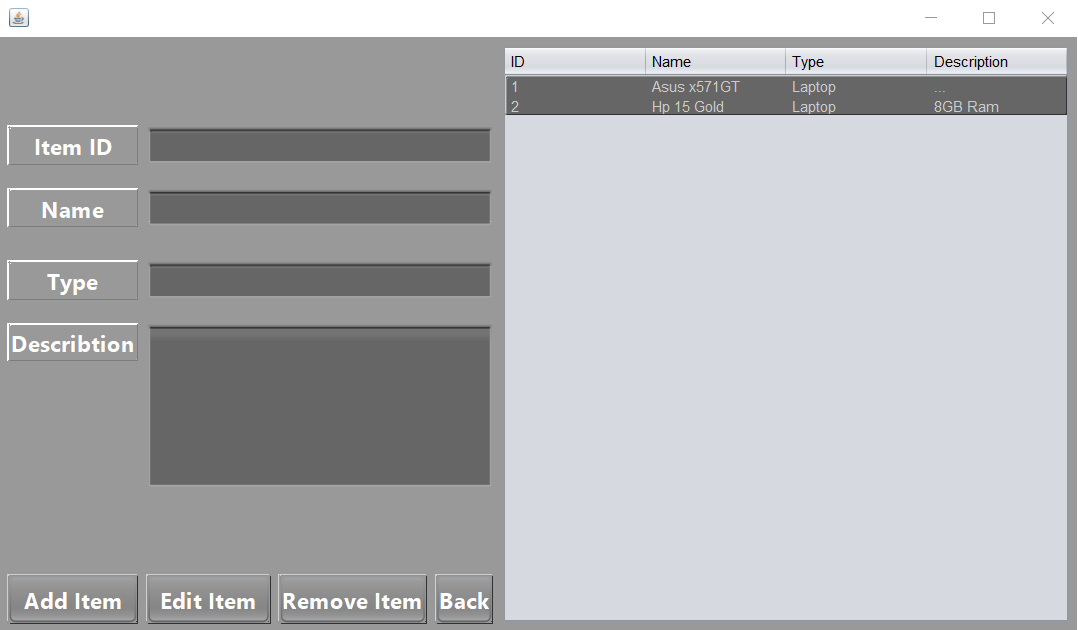 Item ID
Name
Type
Describtion
Add Item Edit Item Remove Item Back
ID Name Type Description
1 Asus x571GT Laptop ...
2 Hp 15 Gold Laptop 8GB Ram